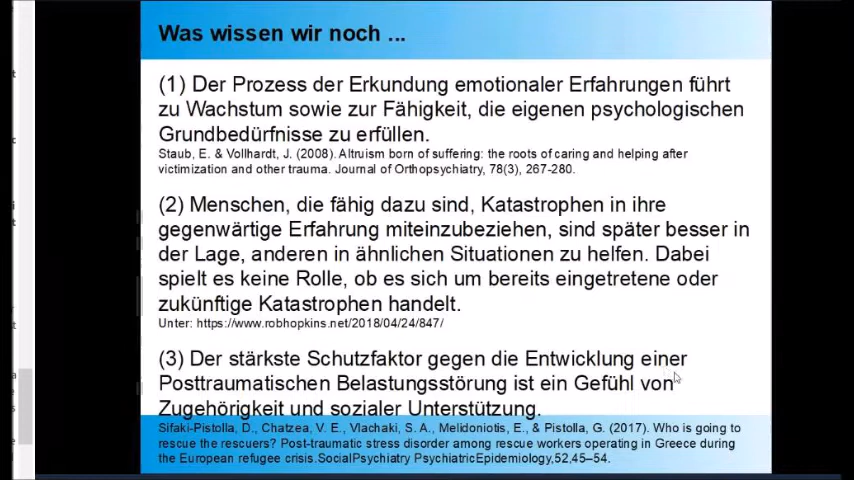 Was wissen wir noch ...
(1) Der Prozess der Erkundung emotionaler Erfahrungen führt
zu Wachstum sowie zur Fähigkeit, die eigenen psychologischen
Grundbedürfnisse zu erfüllen.
Staub, E. & Vollhardt, J. (2008). Altruism born of suffering: the roots of caring and helping after
victimization and other trauma. Journal of Orthopsychiatry, 78(3), 267-280.
(2) Menschen, die fähig dazu sind, Katastrophen in ihre
gegenwärtige Erfahrung miteinzubeziehen, sind später besser in
der Lage, anderen in ähnlichen Situationen zu helfen. Dabei
spielt es keine Rolle, ob es sich um bereits eingetretene oder
zukünftige Katastrophen handelt.
Unter: https://www.robhopkins.net/2018/04/24/847/
(3) Der stärkste Schutzfaktor gegen die Entwicklung einer
Posttraumatischen Belastungsstörung ist ein Gefühl von
Zugehörigkeit und sozialer Unterstützung.
Sifaki-Pistolla, D., Chatzea, V. E., Vlachaki, S. A., Melidoniotis, E., & Pistolla, G. (2017). Who is going to
rescue the rescuers? Post-traumatic stress disorder among rescue workers operating in Greece during
the European refugee crisis.SocialPsychiatry PsychiatricEpidemiology,52,45–54.